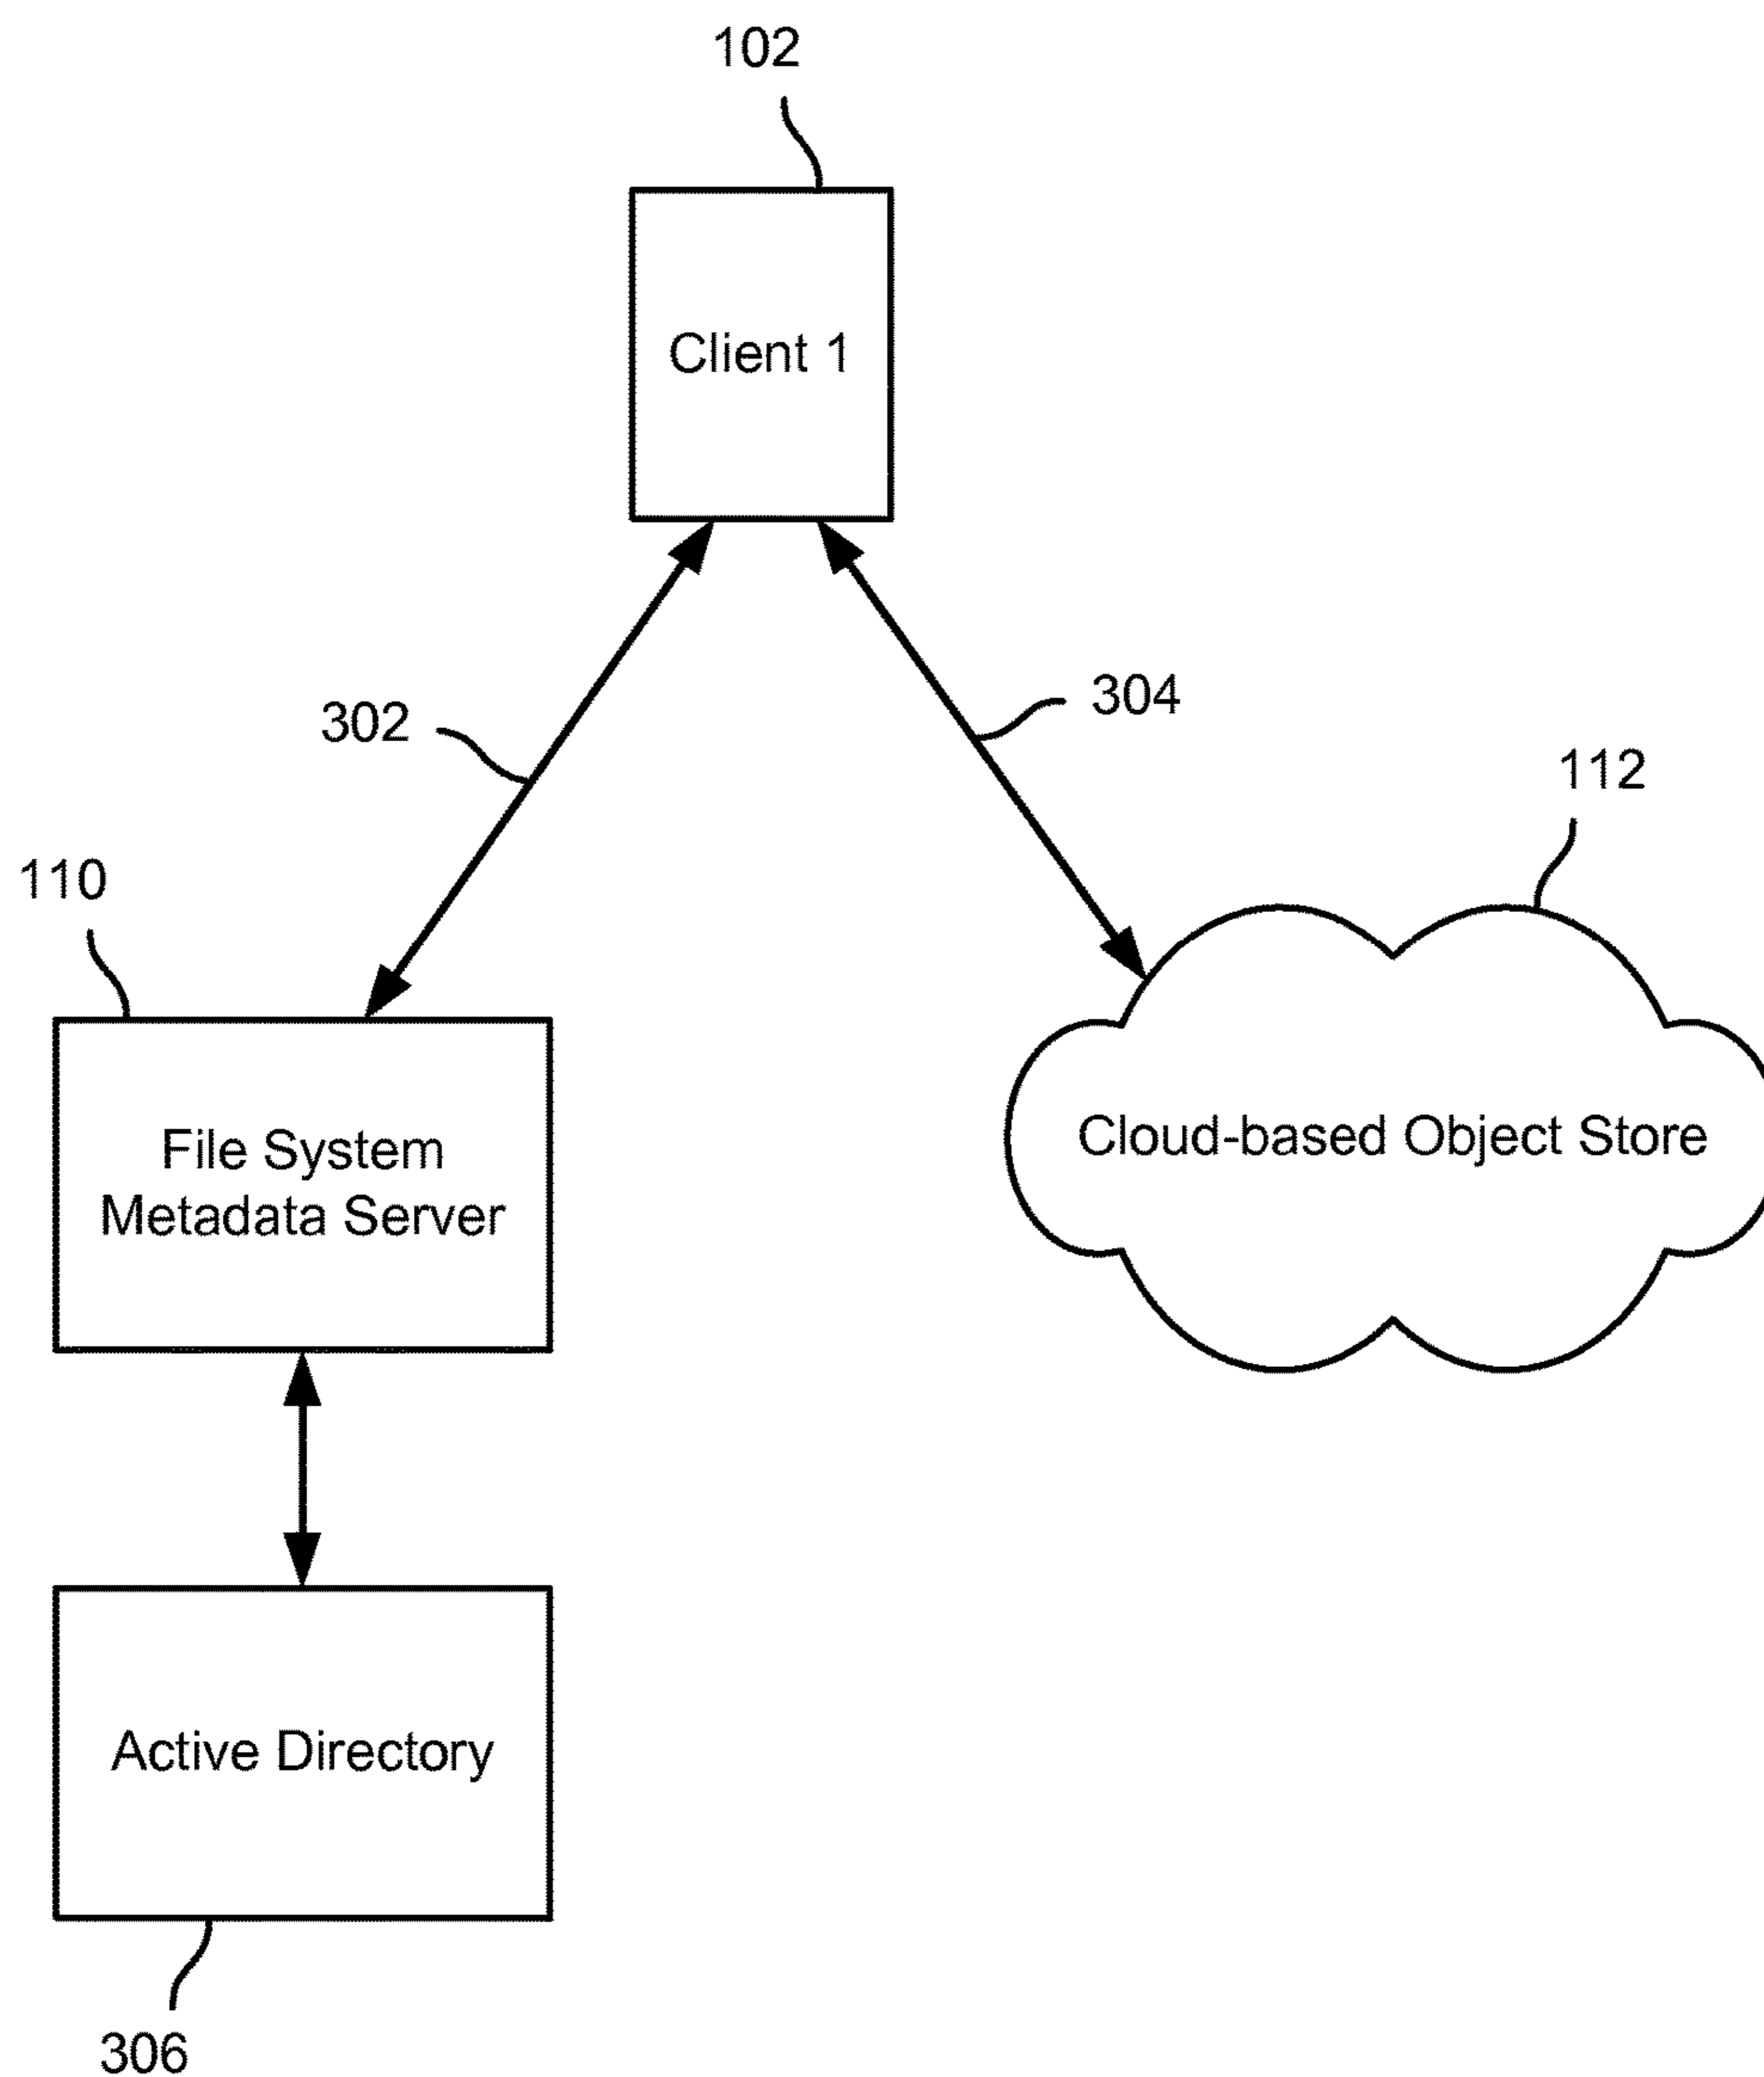 102
Client 1
304
302
112
110
Cloud-based Object Store
File System
Metadata Server
Active Directory
306